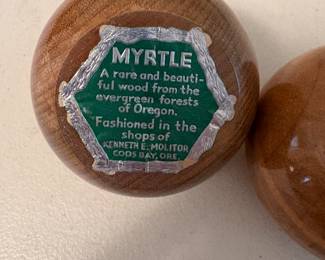 MYRTLE
A rare and beauti-
ful wood from the
evergreen forests
of Oregon.
Fashioned in the
shops of
KENNETH E. MOLITOR
COOS BAY, ORE.